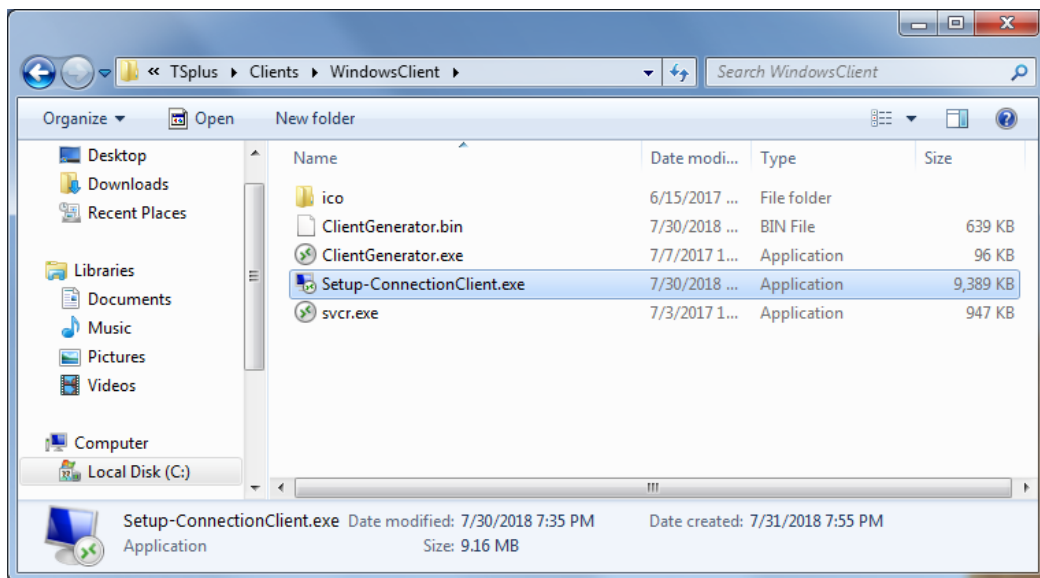 « TSplus ▸ Clients ▸ WindowsClient ▸ Search WindowsClient
Organize ▾ Open New folder
Desktop
Downloads
Recent Places
Libraries
Documents
Music
Pictures
Videos
Computer
Local Disk (C:)
Name Date modi... Type Size
ico 6/15/2017 ... File folder
ClientGenerator.bin 7/30/2018 ... BIN File 639 KB
ClientGenerator.exe 7/7/2017 1... Application 96 KB
Setup-ConnectionClient.exe 7/30/2018 ... Application 9,389 KB
svcr.exe 7/3/2017 1... Application 947 KB
Setup-ConnectionClient.exe Date modified: 7/30/2018 7:35 PM Date created: 7/31/2018 7:55 PM
Application Size: 9.16 MB